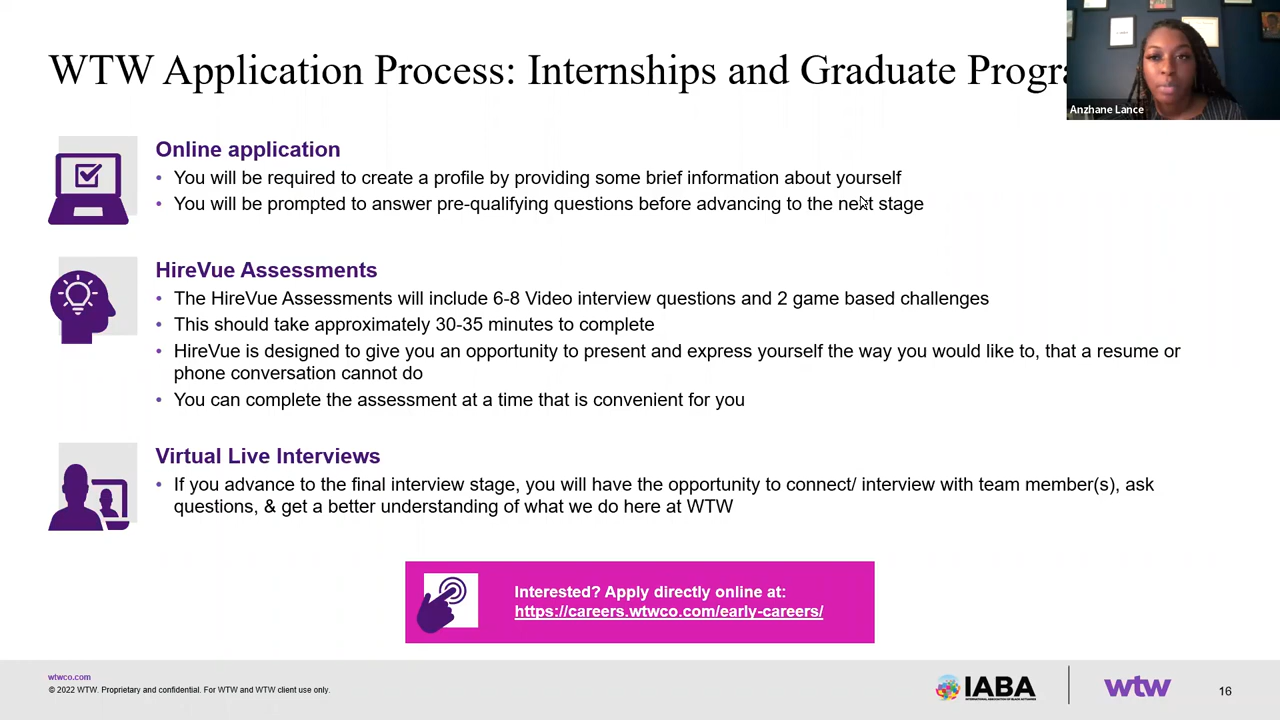 WTW Application Process: Internships and Graduate Progra
Anzhane Lance
Online application
• You will be required to create a profile by providing some brief information about yourself
• You will be prompted to answer pre-qualifying questions before advancing to the next stage
HireVue Assessments
• The HireVue Assessments will include 6-8 Video interview questions and 2 game based challenges
• This should take approximately 30-35 minutes to complete
• HireVue is designed to give you an opportunity to present and express yourself the way you would like to, that a resume or
phone conversation cannot do
• You can complete the assessment at a time that is convenient for you
Virtual Live Interviews
• If you advance to the final interview stage, you will have the opportunity to connect/ interview with team member(s), ask
questions, & get a better understanding of what we do here at WTW
Interested? Apply directly online at:
https://careers.wtwco.com/early-careers/
wtwco.com
© 2022 WTW. Proprietary and confidential. For WTW and WTW client use only.
IABA
INTERNATIONAL ASSOCIATION OF BLACK ACTUARIES
wtw
16